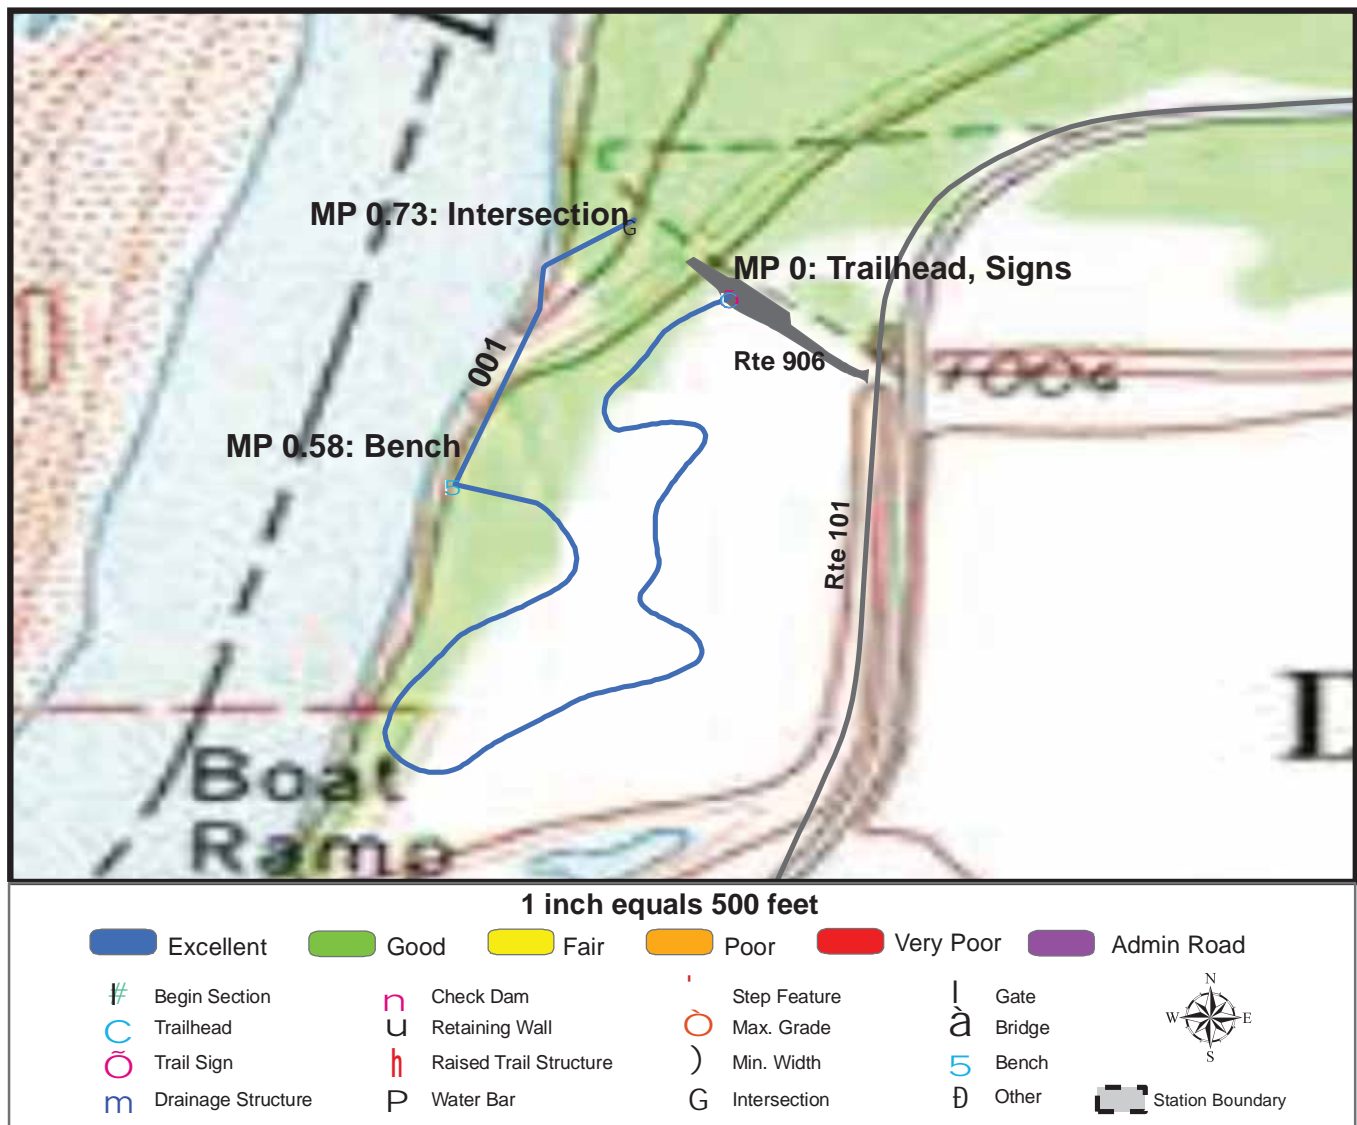 MP 0.73: Intersection
G
MP 0: Trailhead, Signs
Rte 906
001
MP 0.58: Bench
5
Rte 101
Boat
Ramp
1 inch equals 500 feet
Excellent Good Fair Poor Very Poor Admin Road
# Begin Section
C Trailhead
Õ Trail Sign
m Drainage Structure
n Check Dam
u Retaining Wall
h Raised Trail Structure
P Water Bar
' Step Feature
Ò Max. Grade
) Min. Width
G Intersection
l Gate
à Bridge
5 Bench
Ð Other
N
W E
S
Station Boundary